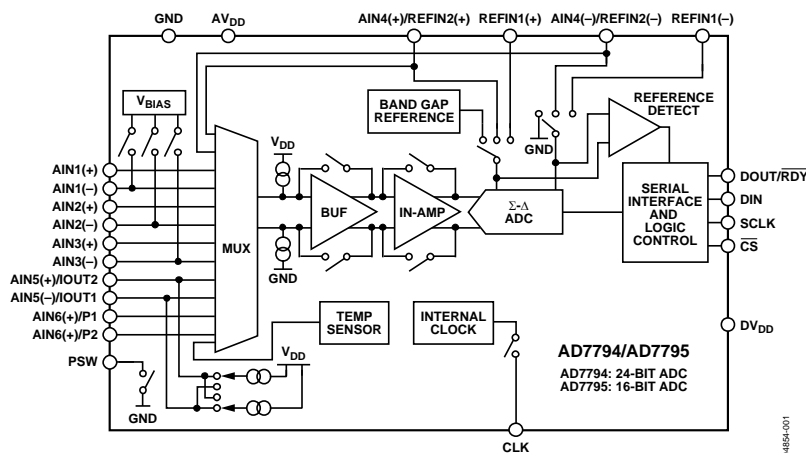 GND
AVDD
AIN4(+)/REFIN2(+)
REFIN1(+)
AIN4(–)/REFIN2(–)
REFIN1(–)
VBIAS
BAND GAP
REFERENCE
GND
REFERENCE
DETECT
VDD
AIN1(+)
AIN1(–)
AIN2(+)
AIN2(–)
AIN3(+)
AIN3(–)
AIN5(+)/IOUT2
AIN5(–)/IOUT1
AIN6(+)/P1
AIN6(+)/P2
PSW
MUX
BUF
IN-AMP
Σ-Δ
ADC
SERIAL
INTERFACE
AND
LOGIC
CONTROL
DOUT/RDY
DIN
SCLK
CS
GND
TEMP
SENSOR
INTERNAL
CLOCK
DVDD
VDD
GND
AD7794/AD7795
AD7794: 24-BIT ADC
AD7795: 16-BIT ADC
CLK
04854-001